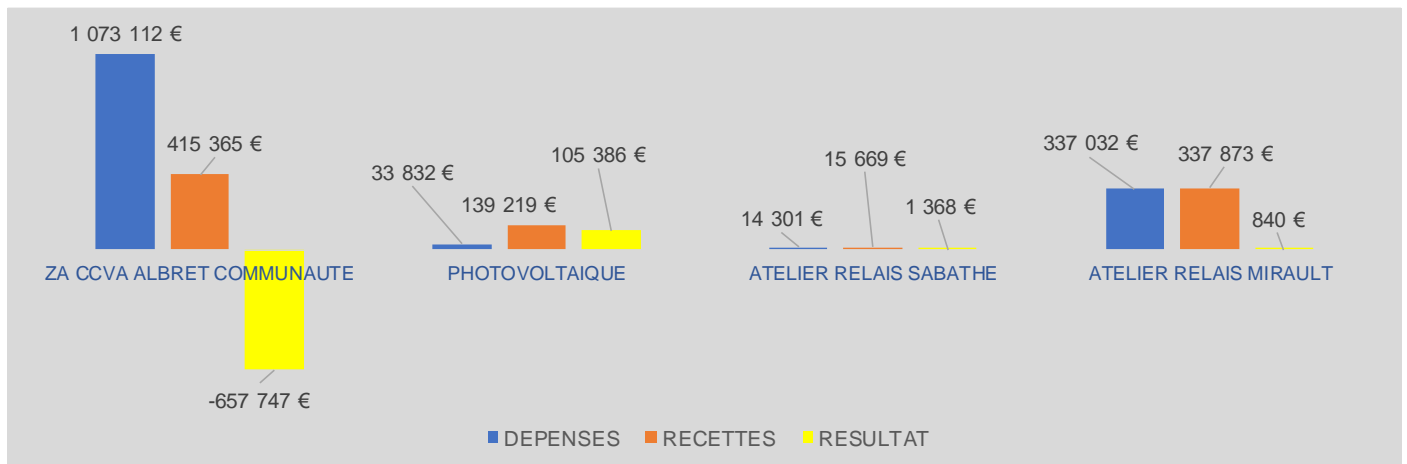 1 073 112 €
415 365 €
-657 747 €
ZA CCVA ALBRET COMMUNAUTE
33 832 €
139 219 €
105 386 €
PHOTOVOLTAIQUE
14 301 €
15 669 €
1 368 €
ATELIER RELAIS SABATHE
337 032 €
337 873 €
840 €
ATELIER RELAIS MIRAULT
DEPENSES
RECETTES
RESULTAT